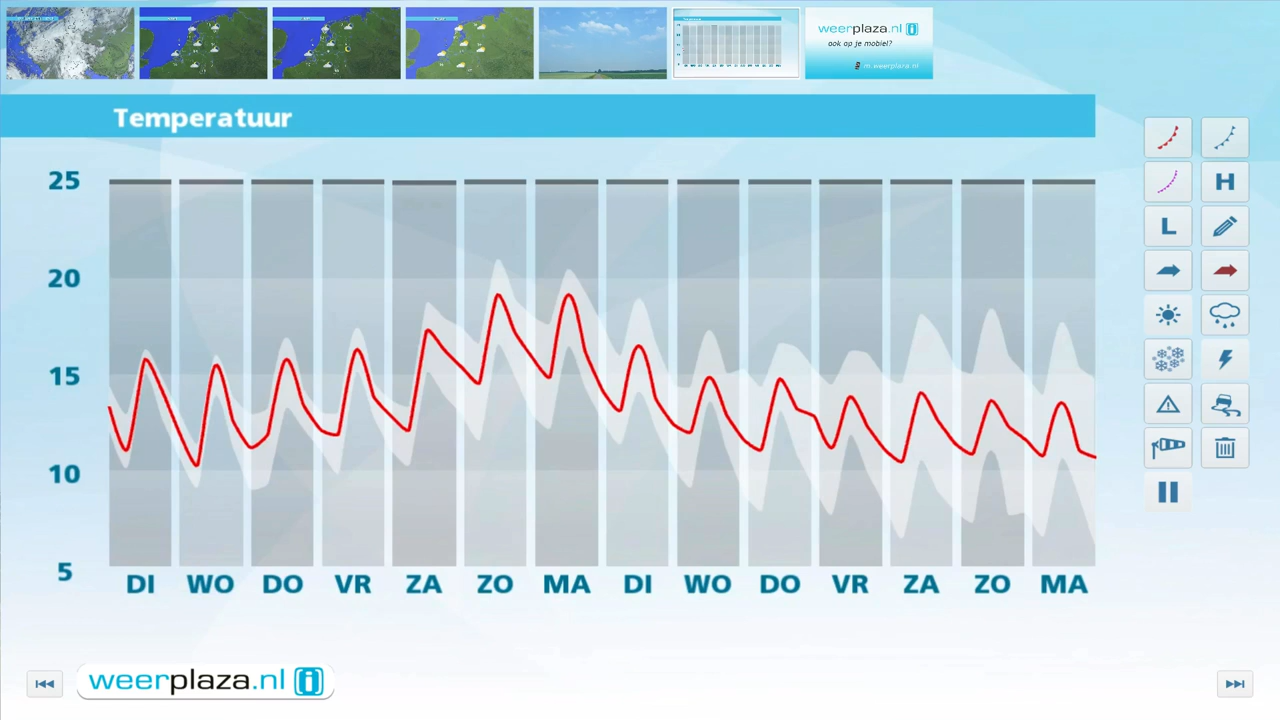 weerplaza.nl
ook op je mobiel?
m.weerplaza.nl
Temperatuur
25
20
15
10
5
DI WO DO VR ZA ZO MA DI WO DO VR ZA ZO MA
H
L
weerplaza.nl